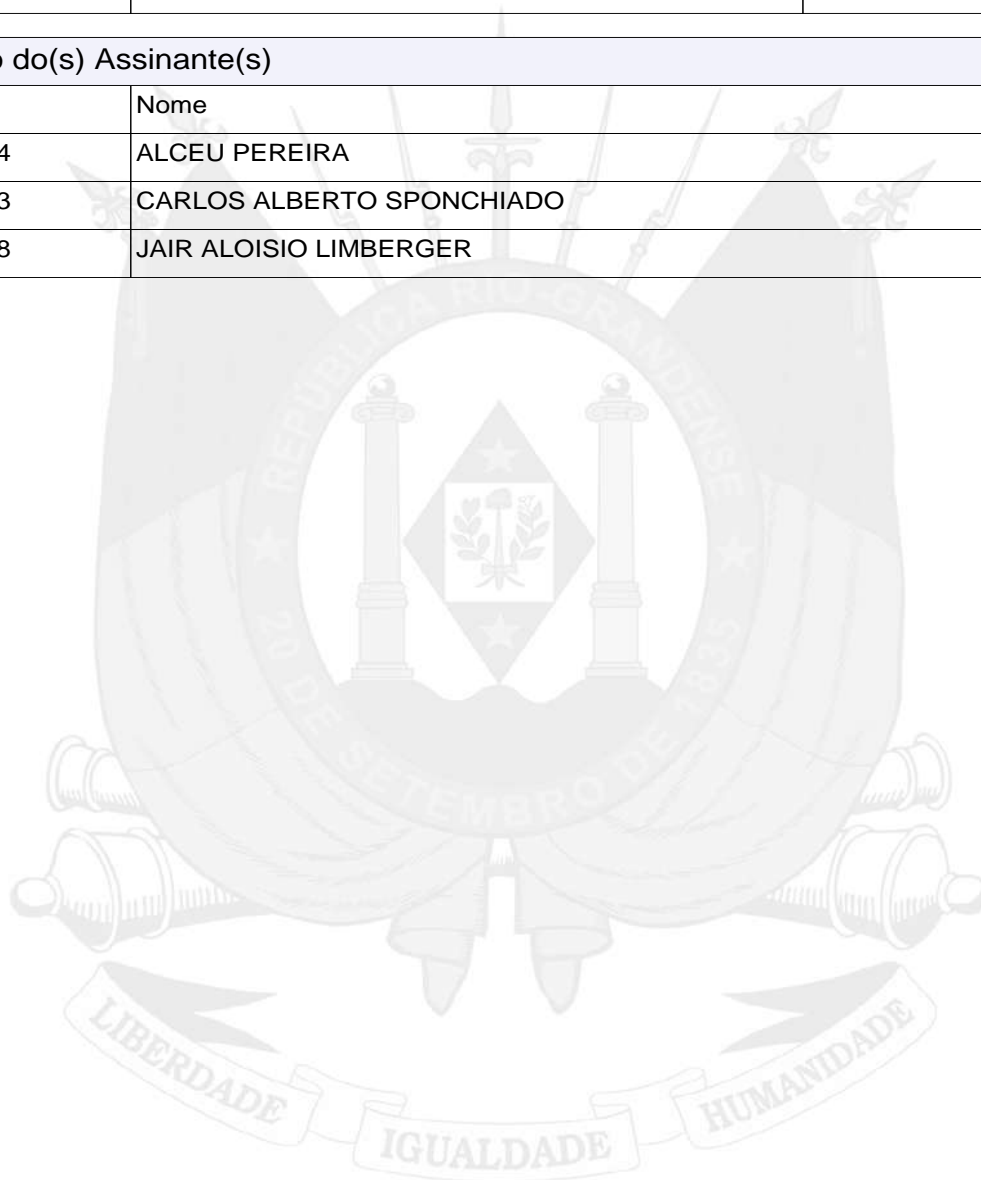 o do(s) Assinante(s)
Nome
4 ALCEU PEREIRA
3 CARLOS ALBERTO SPONCHIADO
8 JAIR ALOISIO LIMBERGER
REPÚBLICA RIO-GRANDENSE
★ 20 DE SETEMBRO DE 1835 ★
LIBERDADE
IGUALDADE
HUMANIDADE